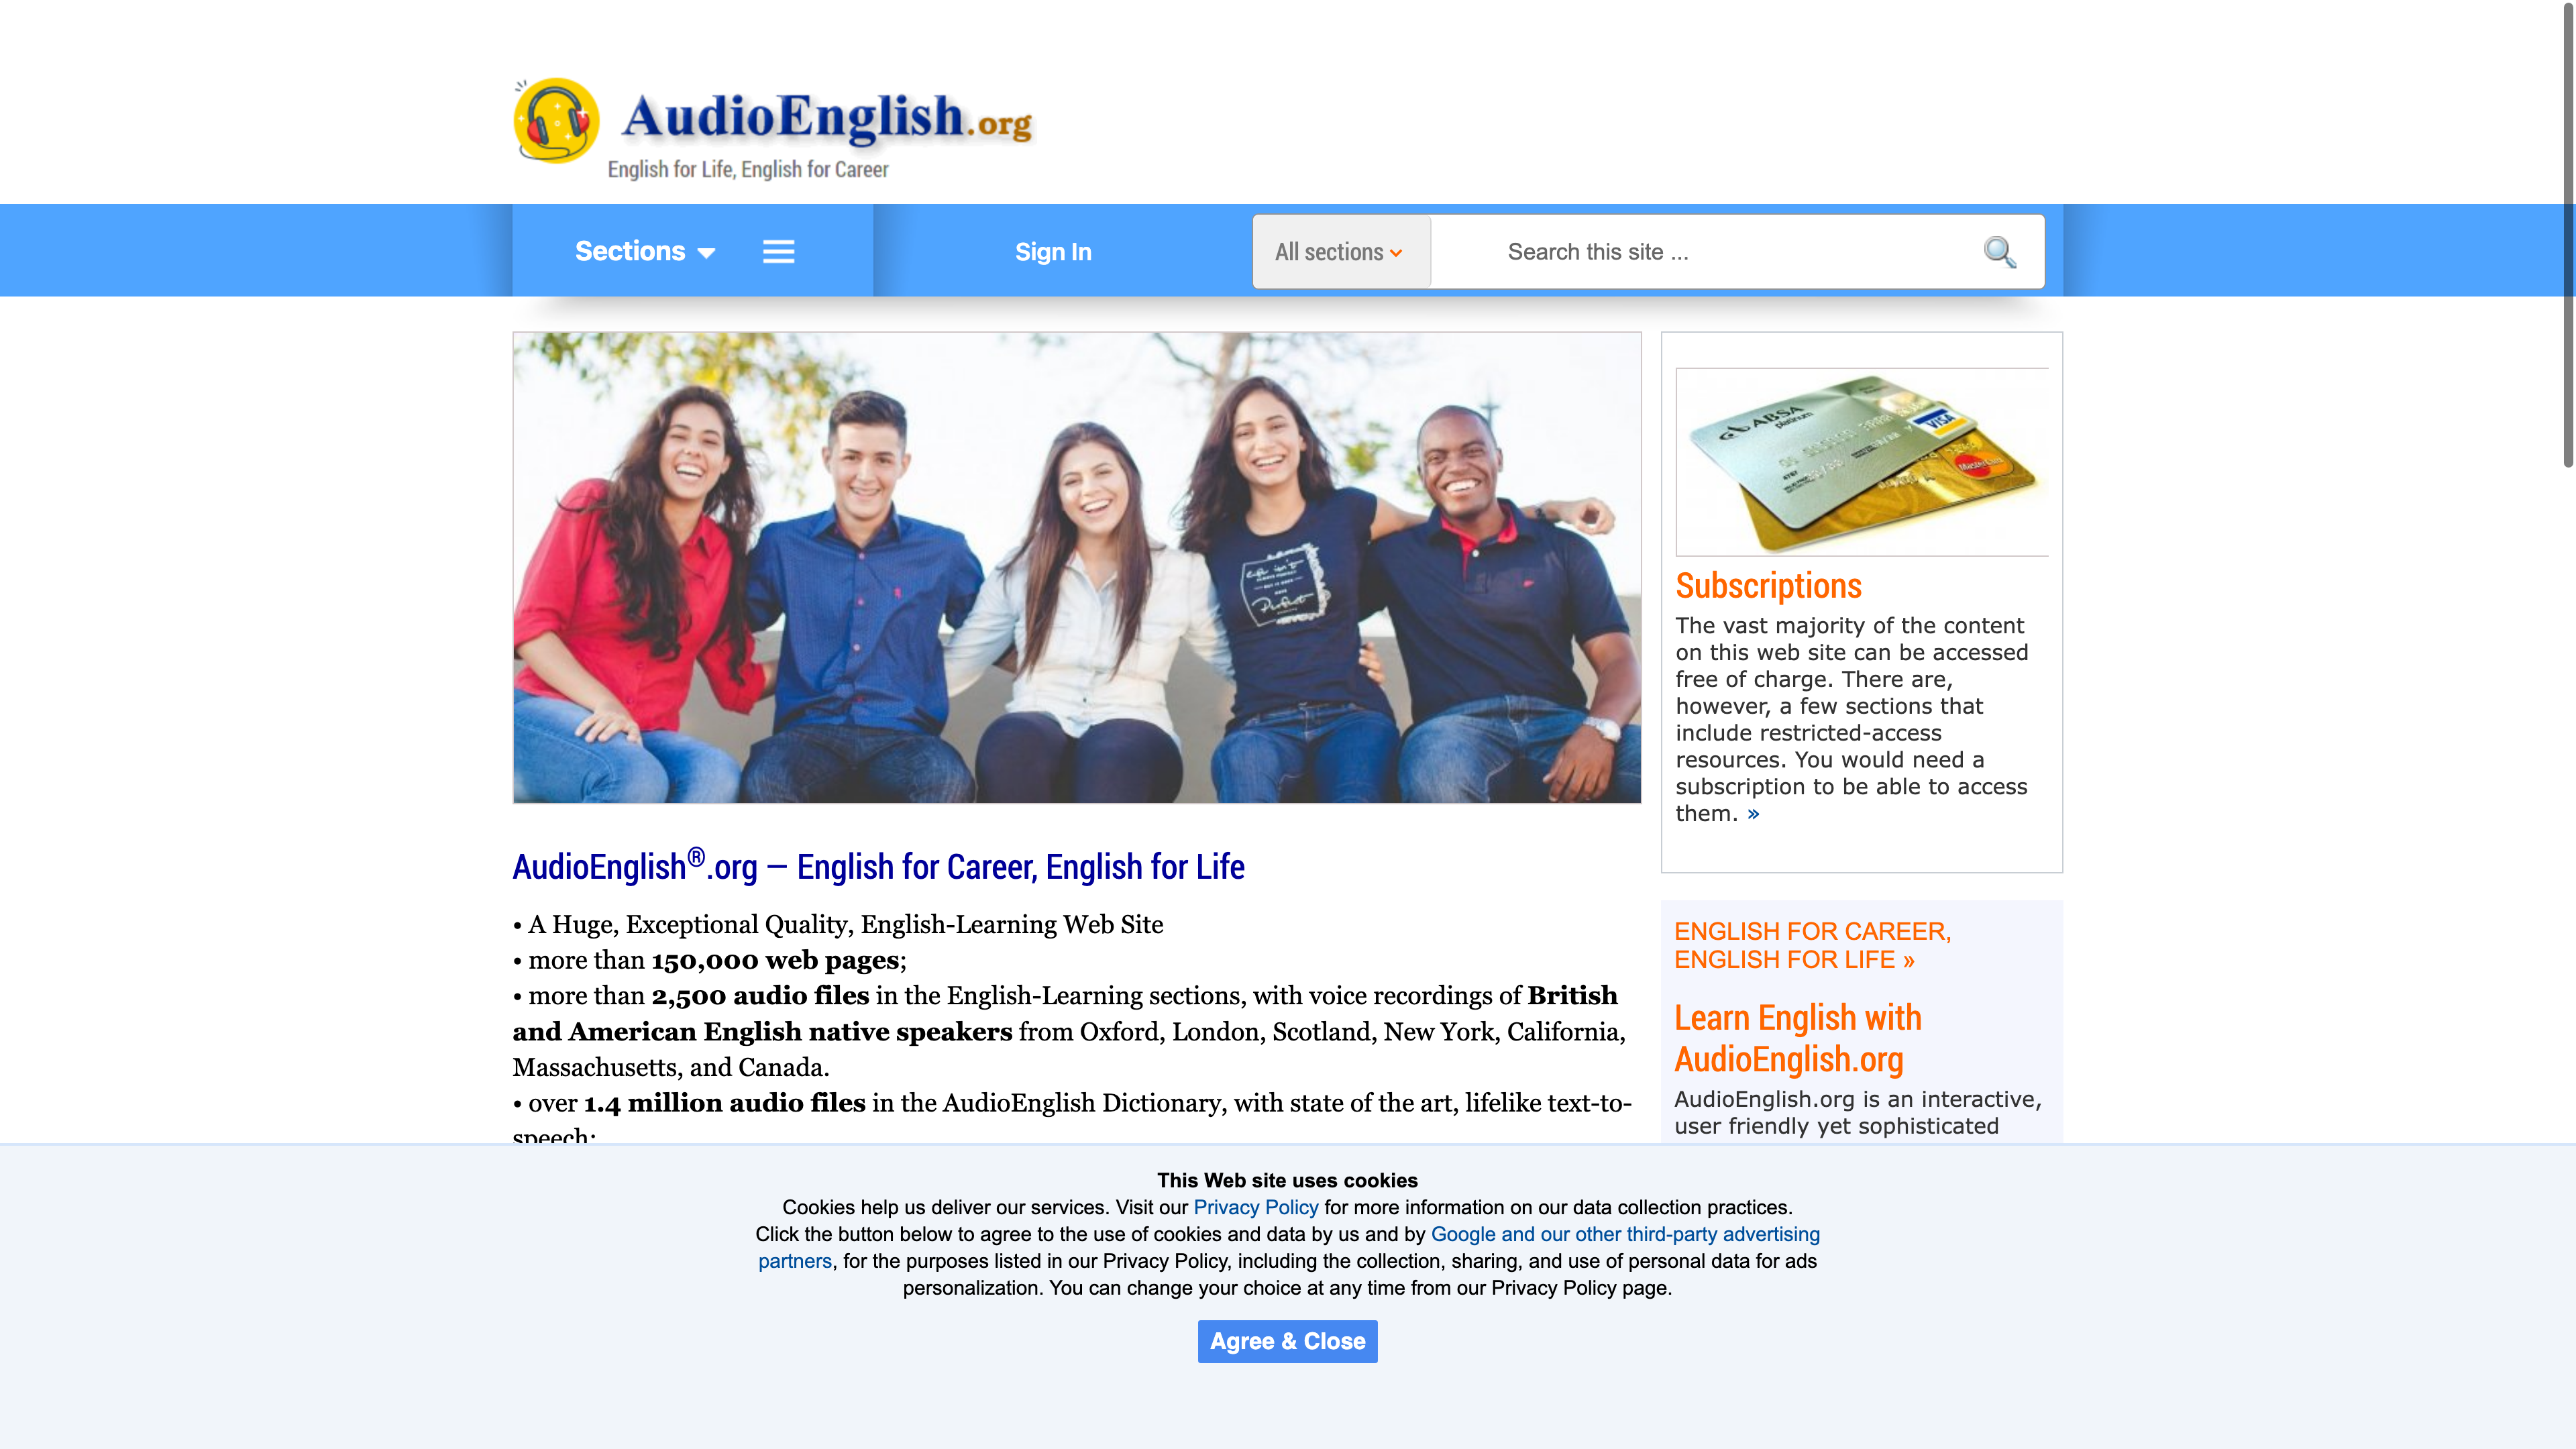 AudioEnglish.org
English for Life, English for Career
Sections
Sign In
All sections
Search this site ...
ABSA
platinum
VISA
MasterCard
Subscriptions
The vast majority of the content
on this web site can be accessed
free of charge. There are,
however, a few sections that
include restricted-access
resources. You would need a
subscription to be able to access
them. »
AudioEnglish®.org — English for Career, English for Life
• A Huge, Exceptional Quality, English-Learning Web Site
• more than 150,000 web pages;
• more than 2,500 audio files in the English-Learning sections, with voice recordings of British
and American English native speakers from Oxford, London, Scotland, New York, California,
Massachusetts, and Canada.
• over 1.4 million audio files in the AudioEnglish Dictionary, with state of the art, lifelike text-to-
speech;
ENGLISH FOR CAREER,
ENGLISH FOR LIFE »
Learn English with
AudioEnglish.org
AudioEnglish.org is an interactive,
user friendly yet sophisticated
This Web site uses cookies
Cookies help us deliver our services. Visit our Privacy Policy for more information on our data collection practices.
Click the button below to agree to the use of cookies and data by us and by Google and our other third-party advertising
partners, for the purposes listed in our Privacy Policy, including the collection, sharing, and use of personal data for ads
personalization. You can change your choice at any time from our Privacy Policy page.
Agree & Close